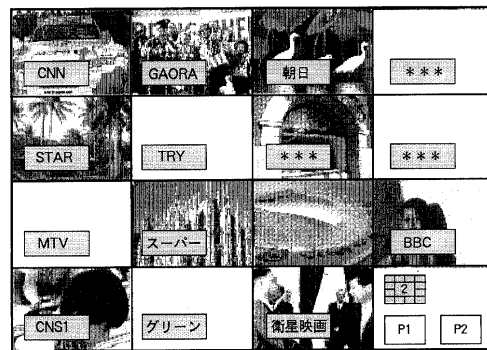 CNN
GAORA
朝日
***
STAR
TRY
***
***
MTV
スーパー
BBC
CNS1
グリーン
衛星映画
2
P1
P2